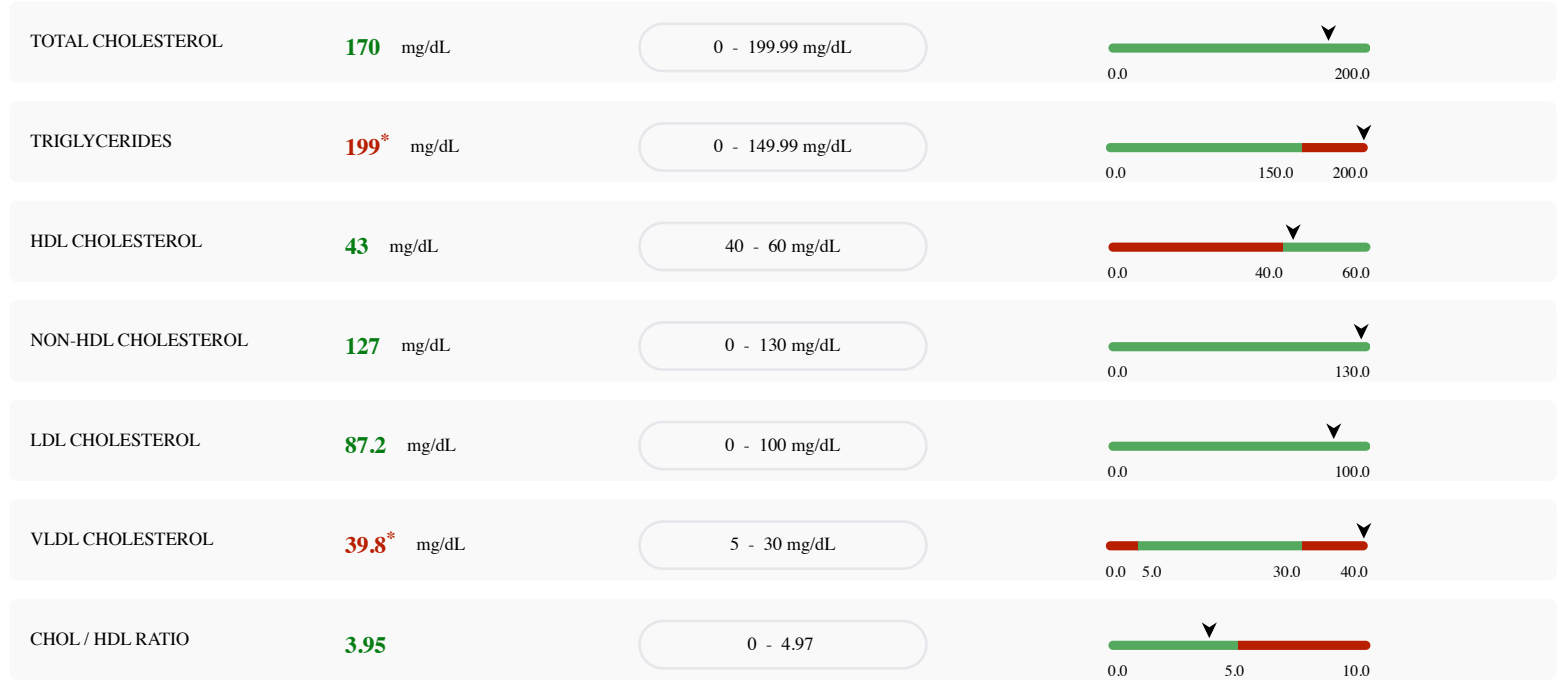 TOTAL CHOLESTEROL 170 mg/dL 0 - 199.99 mg/dL
0.0 200.0
TRIGLYCERIDES 199* mg/dL 0 - 149.99 mg/dL
0.0 150.0 200.0
HDL CHOLESTEROL 43 mg/dL 40 - 60 mg/dL
0.0 40.0 60.0
NON-HDL CHOLESTEROL 127 mg/dL 0 - 130 mg/dL
0.0 130.0
LDL CHOLESTEROL 87.2 mg/dL 0 - 100 mg/dL
0.0 100.0
VLDL CHOLESTEROL 39.8* mg/dL 5 - 30 mg/dL
0.0 5.0 30.0 40.0
CHOL / HDL RATIO 3.95 0 - 4.97
0.0 5.0 10.0